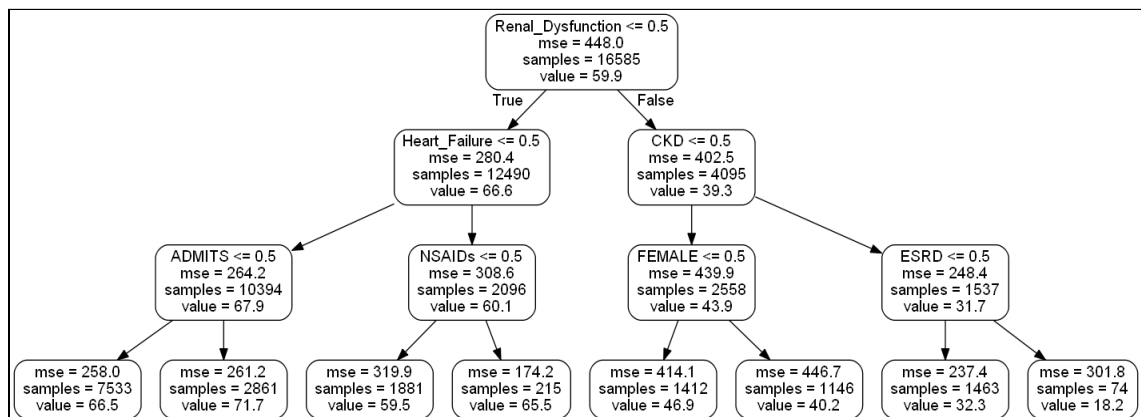 Renal_Dysfunction <= 0.5
mse = 448.0
samples = 16585
value = 59.9
True
False
Heart_Failure <= 0.5
mse = 280.4
samples = 12490
value = 66.6
CKD <= 0.5
mse = 402.5
samples = 4095
value = 39.3
ADMITS <= 0.5
mse = 264.2
samples = 10394
value = 67.9
NSAIDs <= 0.5
mse = 308.6
samples = 2096
value = 60.1
FEMALE <= 0.5
mse = 439.9
samples = 2558
value = 43.9
ESRD <= 0.5
mse = 248.4
samples = 1537
value = 31.7
mse = 258.0
samples = 7533
value = 66.5
mse = 261.2
samples = 2861
value = 71.7
mse = 319.9
samples = 1881
value = 59.5
mse = 174.2
samples = 215
value = 65.5
mse = 414.1
samples = 1412
value = 46.9
mse = 446.7
samples = 1146
value = 40.2
mse = 237.4
samples = 1463
value = 32.3
mse = 301.8
samples = 74
value = 18.2